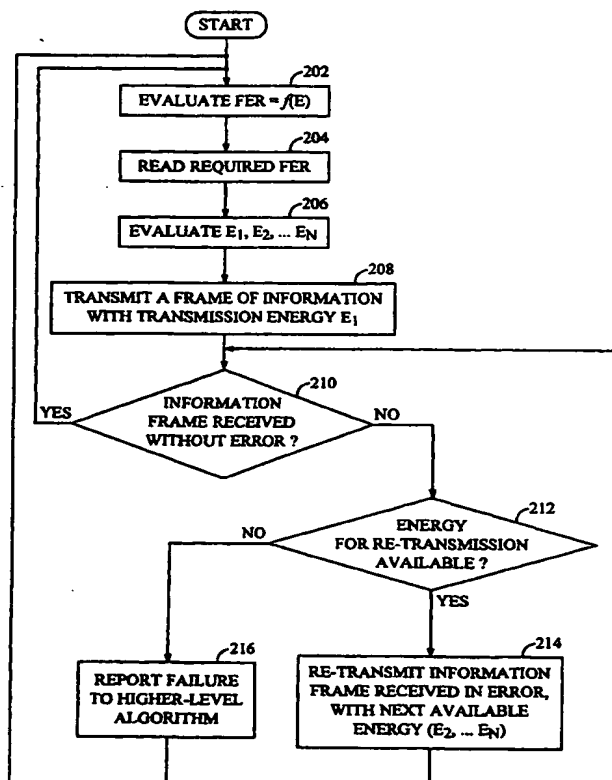 START
202
EVALUATE FER = f(E)
204
READ REQUIRED FER
206
EVALUATE E1, E2, ... EN
208
TRANSMIT A FRAME OF INFORMATION
WITH TRANSMISSION ENERGY E1
210
YES
INFORMATION
FRAME RECEIVED
WITHOUT ERROR ?
NO
212
NO
ENERGY
FOR RE-TRANSMISSION
AVAILABLE ?
YES
216
REPORT FAILURE
TO HIGHER-LEVEL
ALGORITHM
214
RE-TRANSMIT INFORMATION
FRAME RECEIVED IN ERROR,
WITH NEXT AVAILABLE
ENERGY (E2, ... EN)